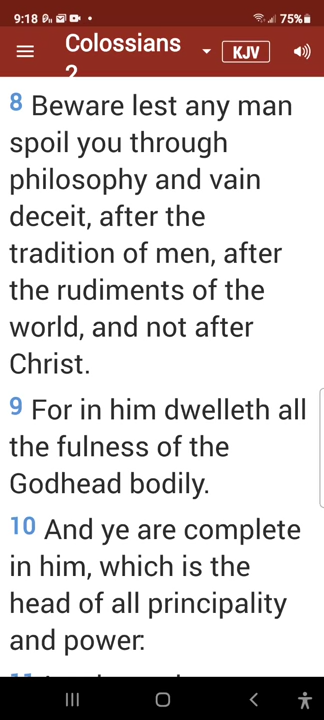 9:18 75%
Colossians
2
KJV
8 Beware lest any man
spoil you through
philosophy and vain
deceit, after the
tradition of men, after
the rudiments of the
world, and not after
Christ.
9 For in him dwelleth all
the fulness of the
Godhead bodily.
10 And ye are complete
in him, which is the
head of all principality
and power: